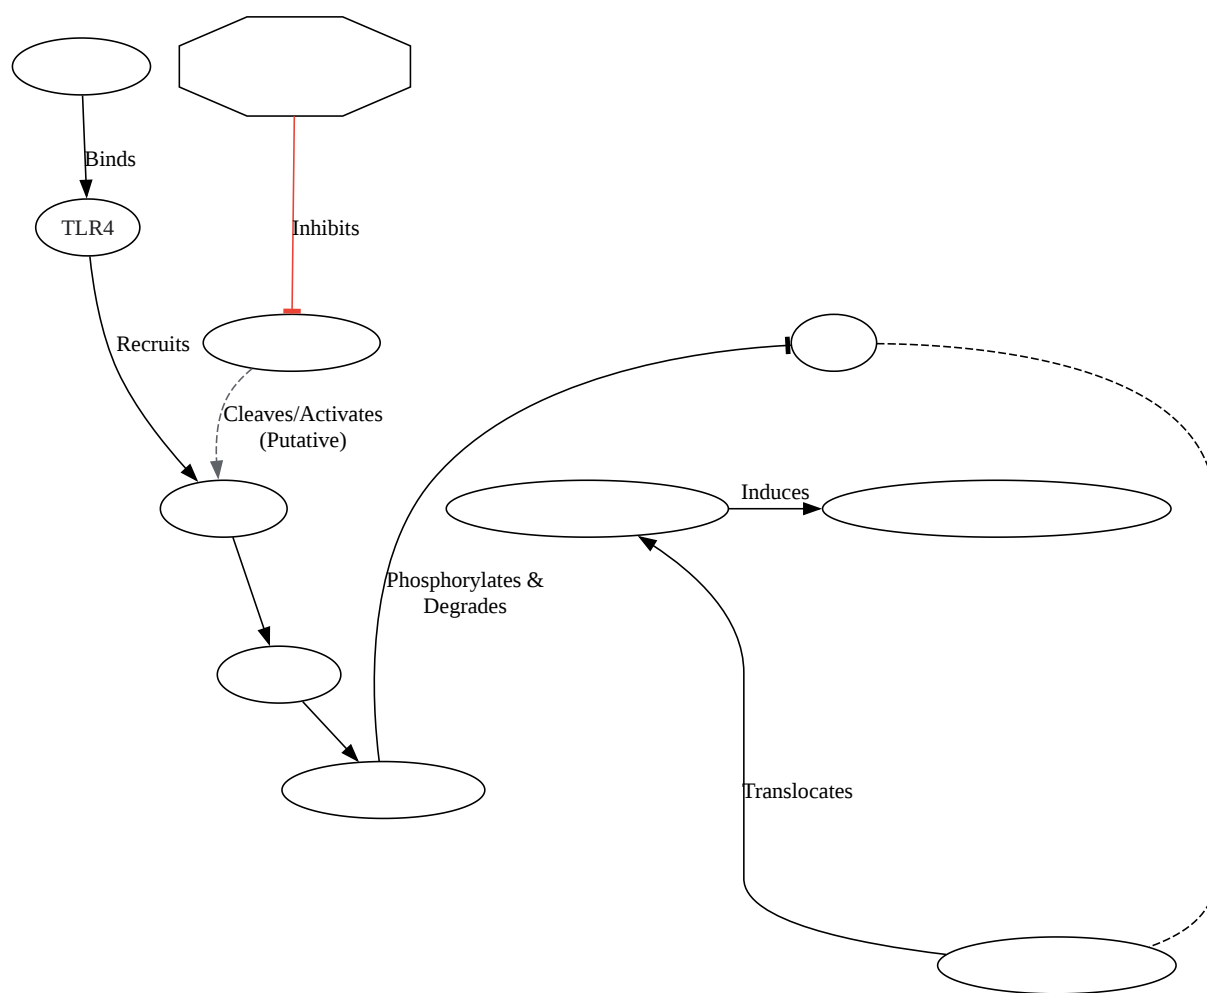 Binds
TLR4
Inhibits
Recruits
Cleaves/Activates
(Putative)
Induces
Phosphorylates &
Degrades
Translocates